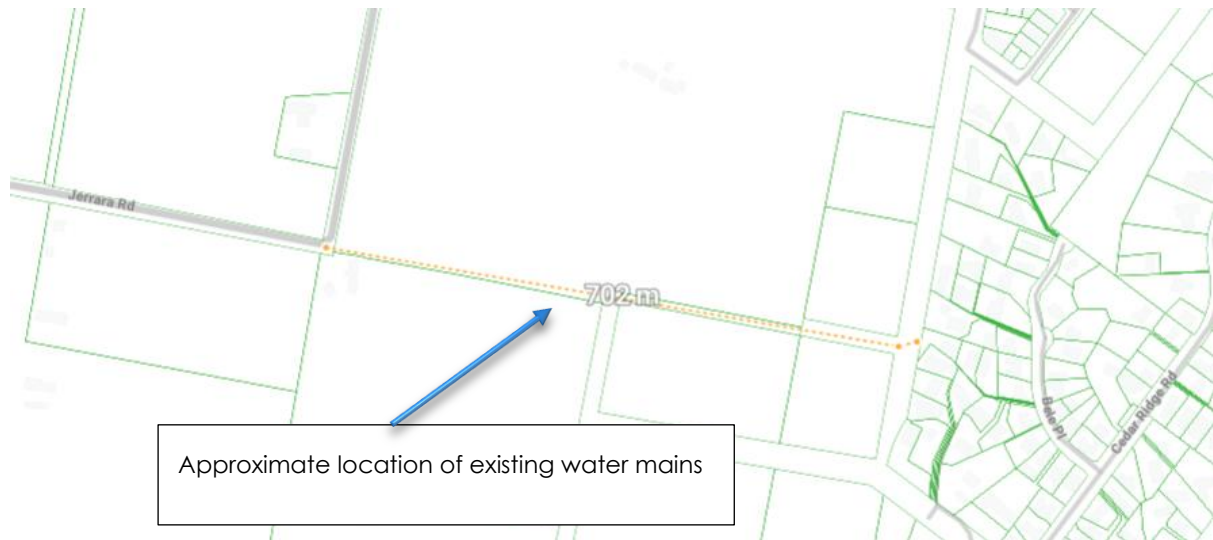 Jerrara Rd
702 m
Bele Pl
Cedar Ridge Rd
Approximate location of existing water mains